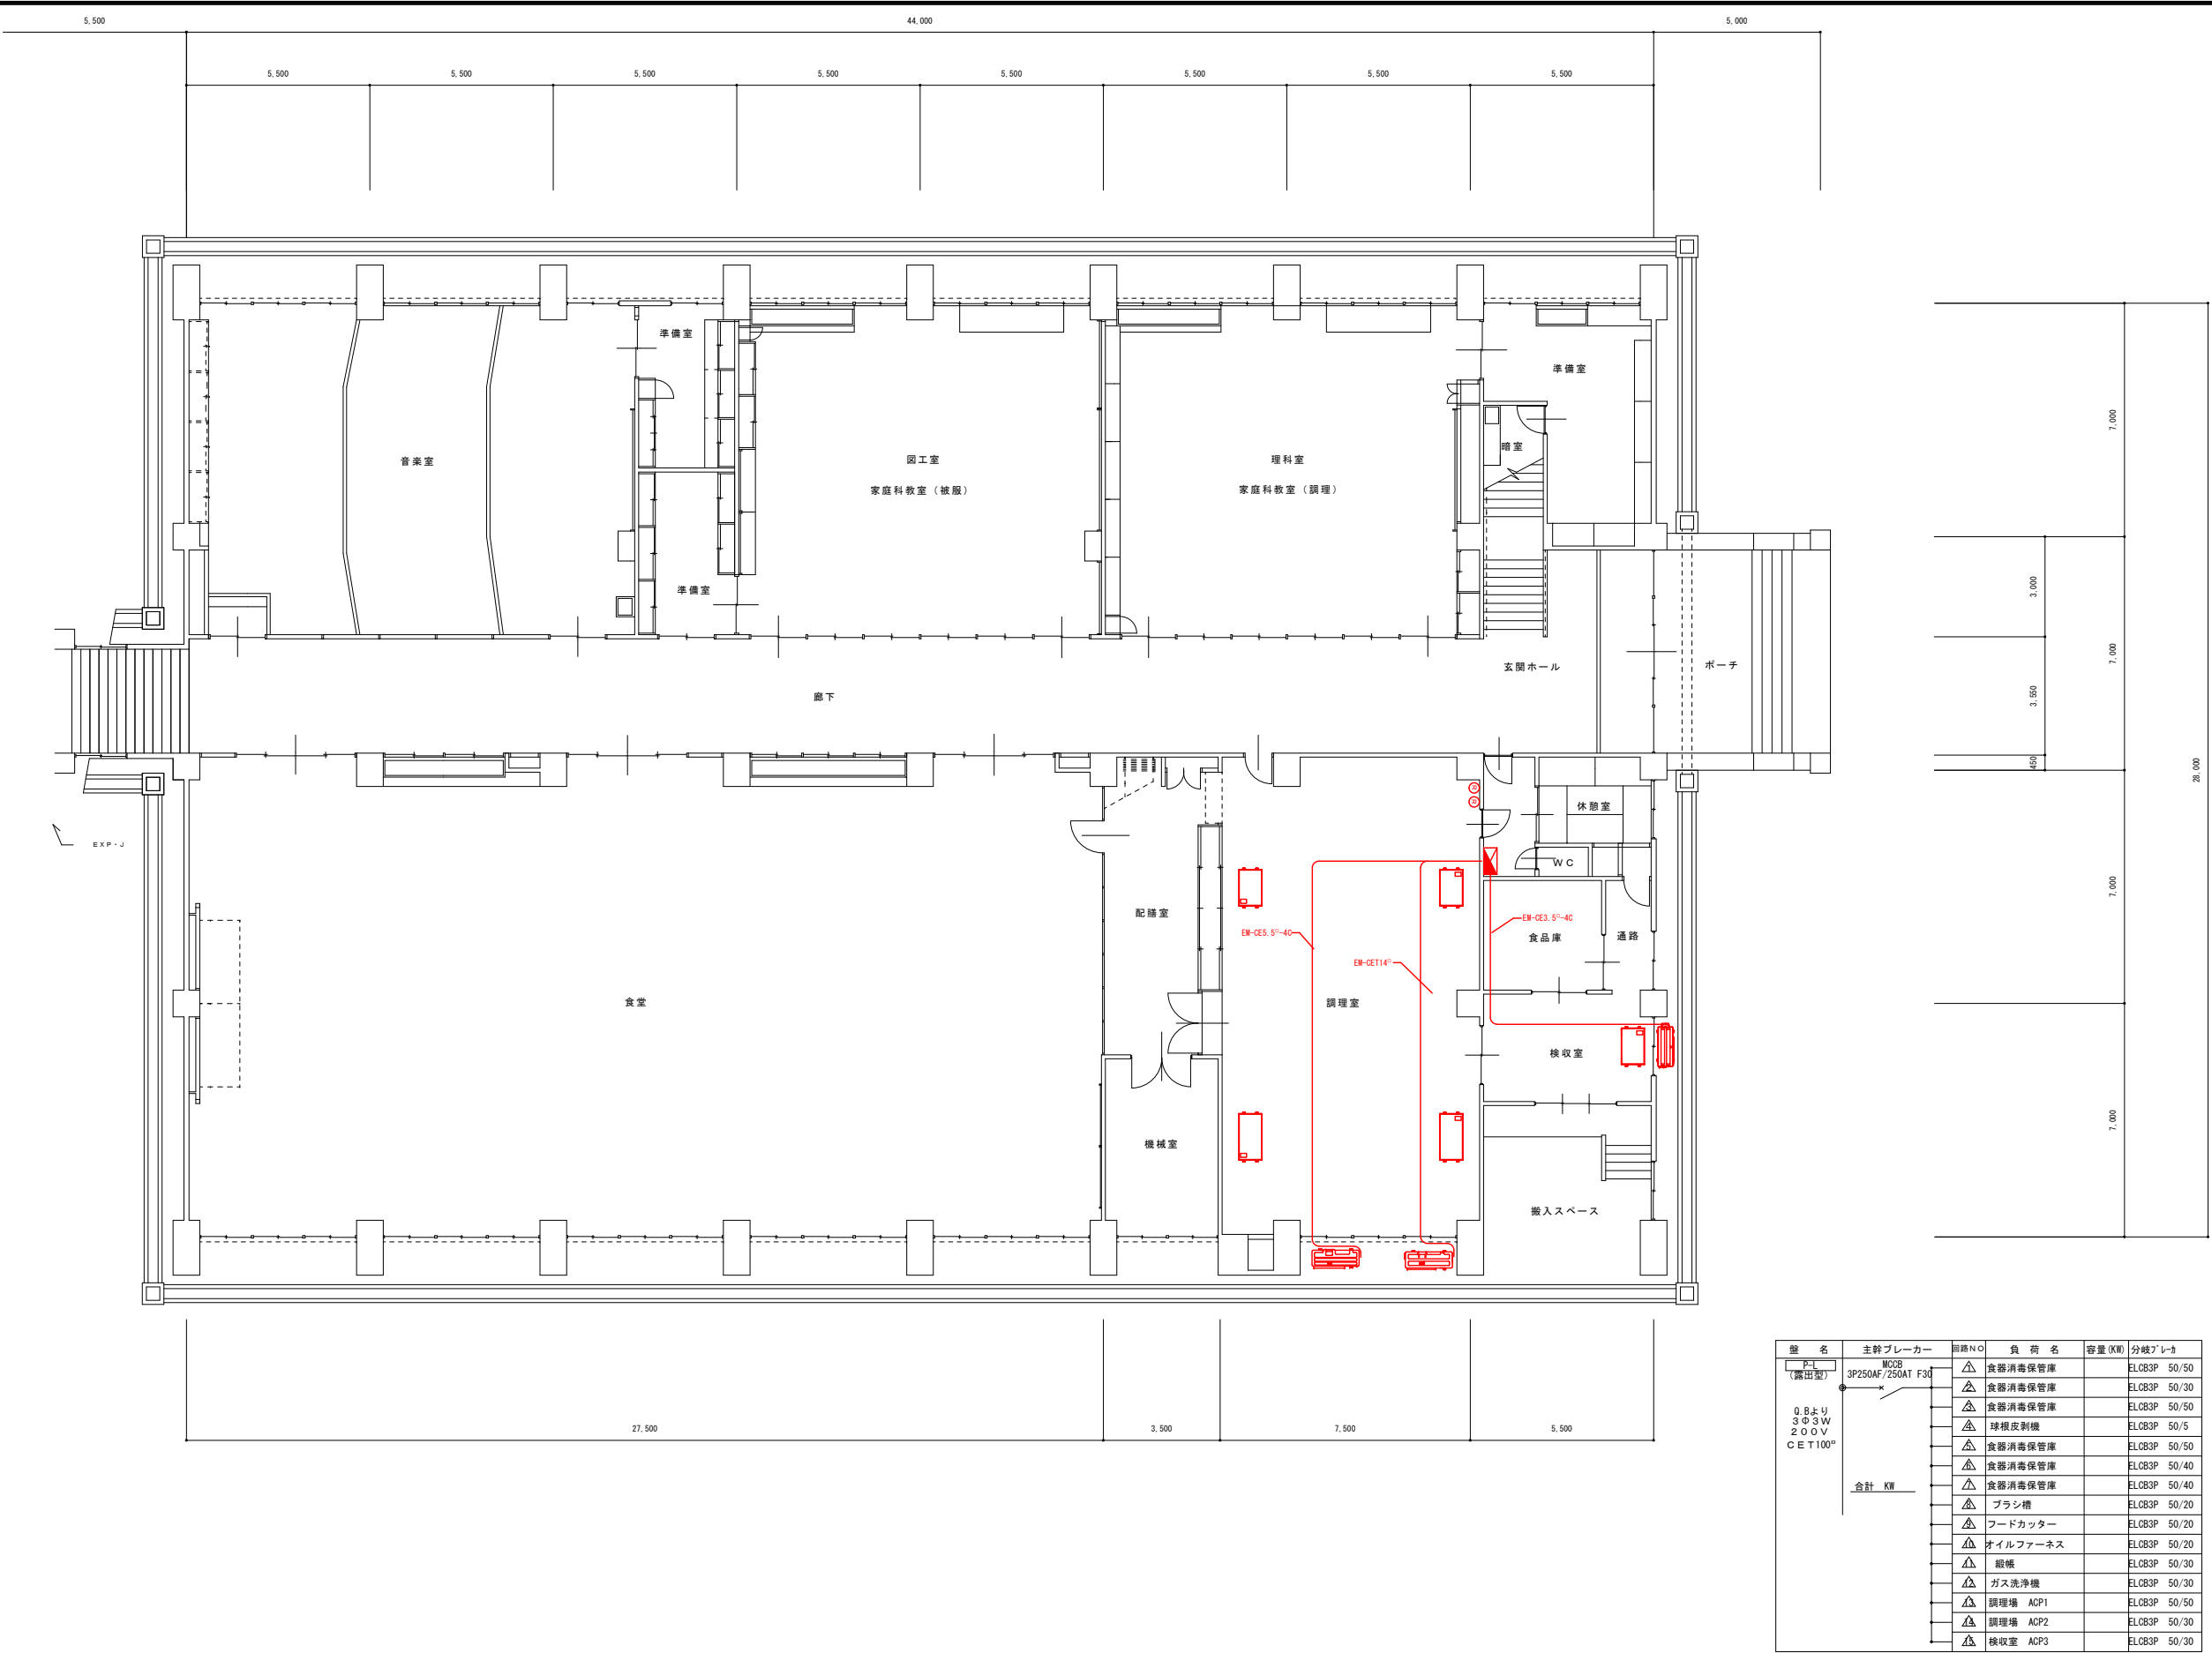 5,500
44,000
5,000
5,500
5,500
5,500
5,500
5,500
5,500
5,500
5,500
準備室
準備室
音楽室
図工室
家庭科教室（被服）
理科室
家庭科教室（調理）
暗室
準備室
7,000
3,000
玄関ホール
ポーチ
7,000
廊下
3,550
450
28,000
休憩室
EXP・J
WC
7,000
配膳室
EM-CE3.5□-4C
EM-CE5.5□-4C
食品庫
通路
EM-CET14□
食堂
調理室
検収室
機械室
7,000
搬入スペース
27,500
3,500
7,500
5,500
盤　名
主幹ブレーカー
回路NO
負　荷　名
容量(KW)
分岐ブレーカ
P-L
(露出型)
MCCB
3P250AF/250AT F30
Q.Bより
3Φ3W
200V
CET100□
合計　KW
1 食器消毒保管庫 ELCB3P 50/50
2 食器消毒保管庫 ELCB3P 50/30
3 食器消毒保管庫 ELCB3P 50/50
4 球根皮剥機 ELCB3P 50/5
5 食器消毒保管庫 ELCB3P 50/50
6 食器消毒保管庫 ELCB3P 50/40
7 食器消毒保管庫 ELCB3P 50/40
8 ブラシ槽 ELCB3P 50/20
9 フードカッター ELCB3P 50/20
10 オイルファーネス ELCB3P 50/20
11 緞帳 ELCB3P 50/30
12 ガス洗浄機 ELCB3P 50/30
13 調理場 ACP1 ELCB3P 50/50
14 調理場 ACP2 ELCB3P 50/30
15 検収室 ACP3 ELCB3P 50/30